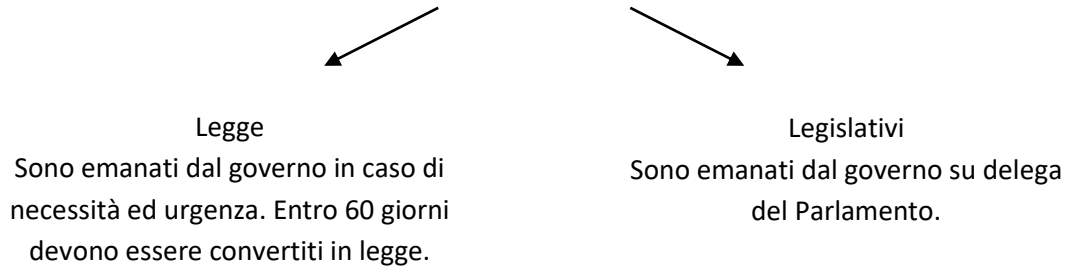 Legge
Sono emanati dal governo in caso di
necessità ed urgenza. Entro 60 giorni
devono essere convertiti in legge.
Legislativi
Sono emanati dal governo su delega
del Parlamento.